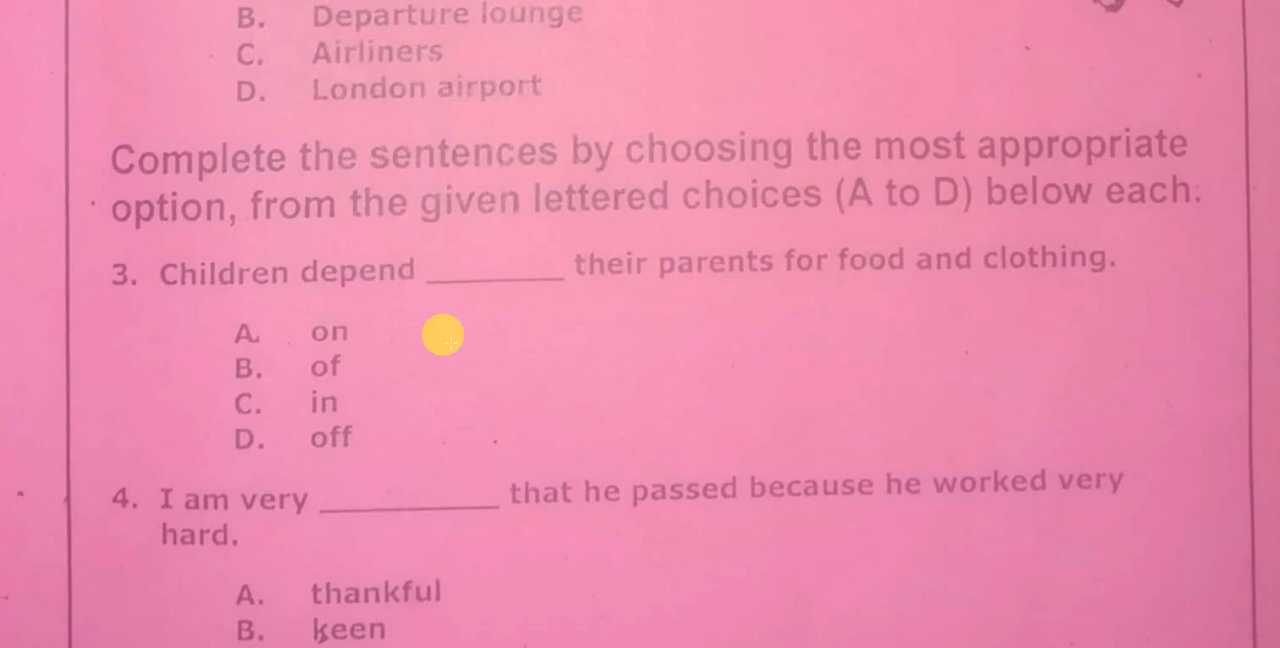 B. Departure lounge
C. Airliners
D. London airport
Complete the sentences by choosing the most appropriate
option, from the given lettered choices (A to D) below each.
3. Children depend ________ their parents for food and clothing.
A. on
B. of
C. in
D. off
4. I am very ___________ that he passed because he worked very
hard.
A. thankful
B. keen